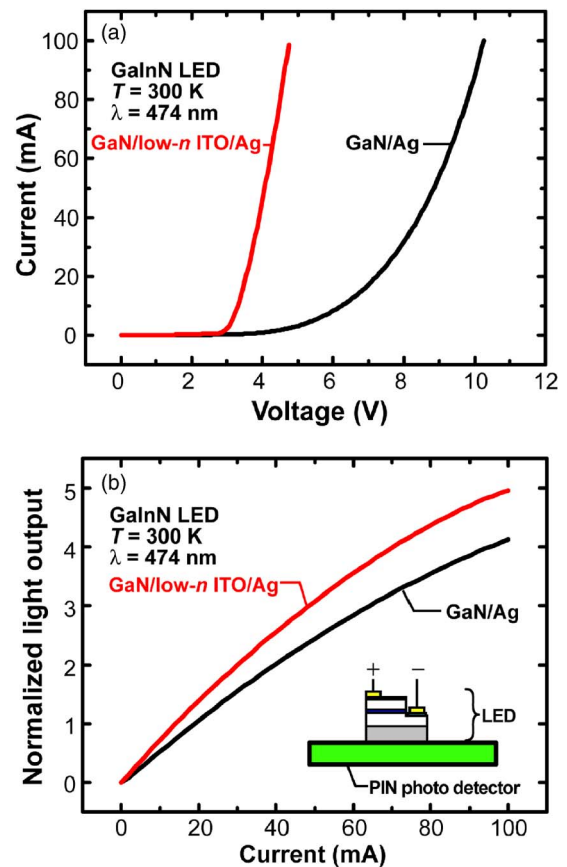 (a)
GaInN LED
T = 300 K
λ = 474 nm
GaN/low-n ITO/Ag
GaN/Ag
100
80
60
40
20
0
Current (mA)
0 2 4 6 8 10 12
Voltage (V)
(b)
GaInN LED
T = 300 K
λ = 474 nm
GaN/low-n ITO/Ag
GaN/Ag
+ −
LED
PIN photo detector
5
4
3
2
1
0
Normalized light output
0 20 40 60 80 100
Current (mA)